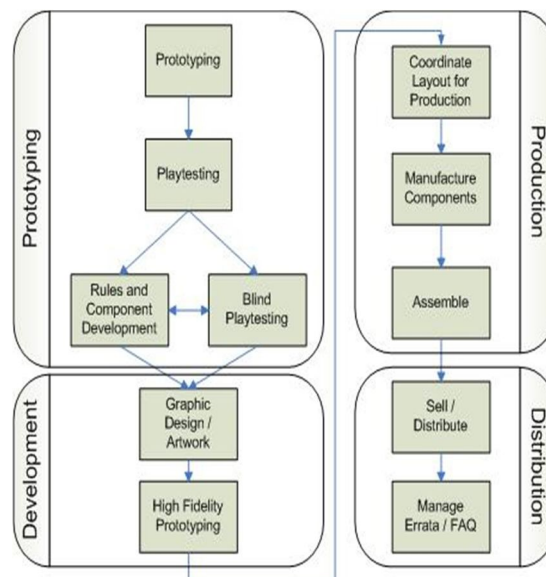 Prototyping
Prototyping
Playtesting
Rules and
Component
Development
Blind
Playtesting
Development
Graphic
Design /
Artwork
High Fidelity
Prototyping
Production
Coordinate
Layout for
Production
Manufacture
Components
Assemble
Distribution
Sell /
Distribute
Manage
Errata / FAQ